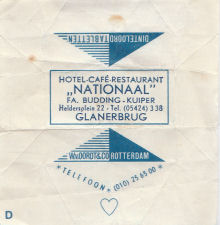 DINTELOORD
TABLETTEN
HOTEL-CAFÉ-RESTAURANT
„NATIONAAL"
FA. BUDDING - KUIPER
Heldersplein 22 - Tel. (05424) 338
GLANERBRUG
W.V.OORDT & CO ROTTERDAM
* TELEFOON * (010) 25 65 00 *
D